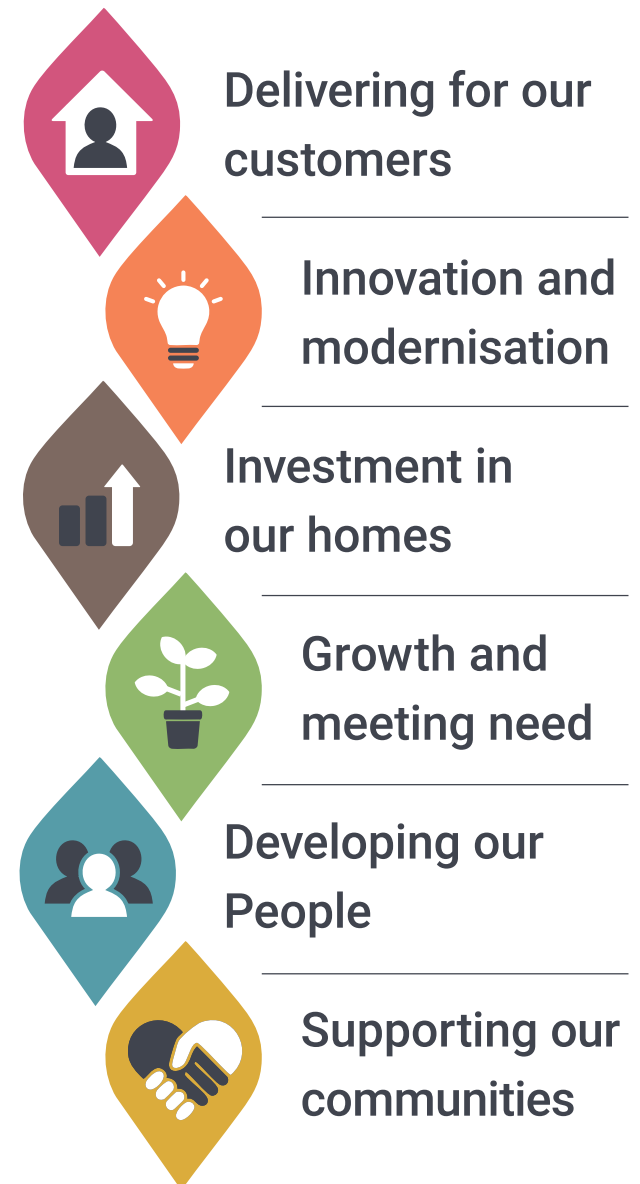 Delivering for our
customers
Innovation and
modernisation
Investment in
our homes
Growth and
meeting need
Developing our
People
Supporting our
communities